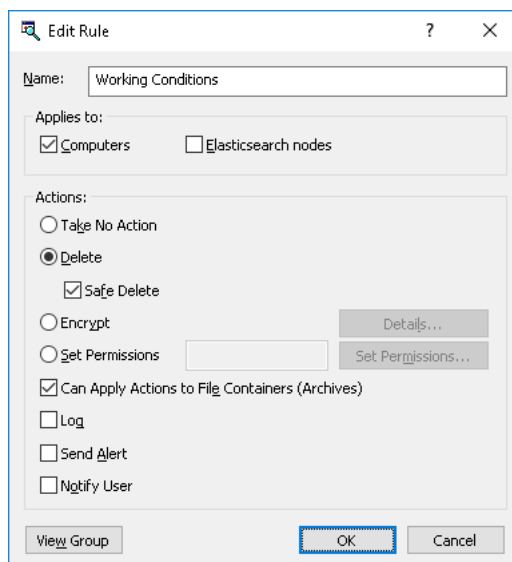 Edit Rule
?
Name: Working Conditions
Applies to:
Computers Elasticsearch nodes
Actions:
Take No Action
Delete
Safe Delete
Encrypt Details...
Set Permissions Set Permissions...
Can Apply Actions to File Containers (Archives)
Log
Send Alert
Notify User
View Group OK Cancel